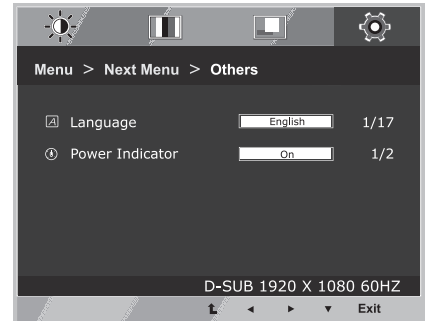 Menu > Next Menu > Others
Language English 1/17
Power Indicator On 1/2
D-SUB 1920 X 1080 60HZ
Exit